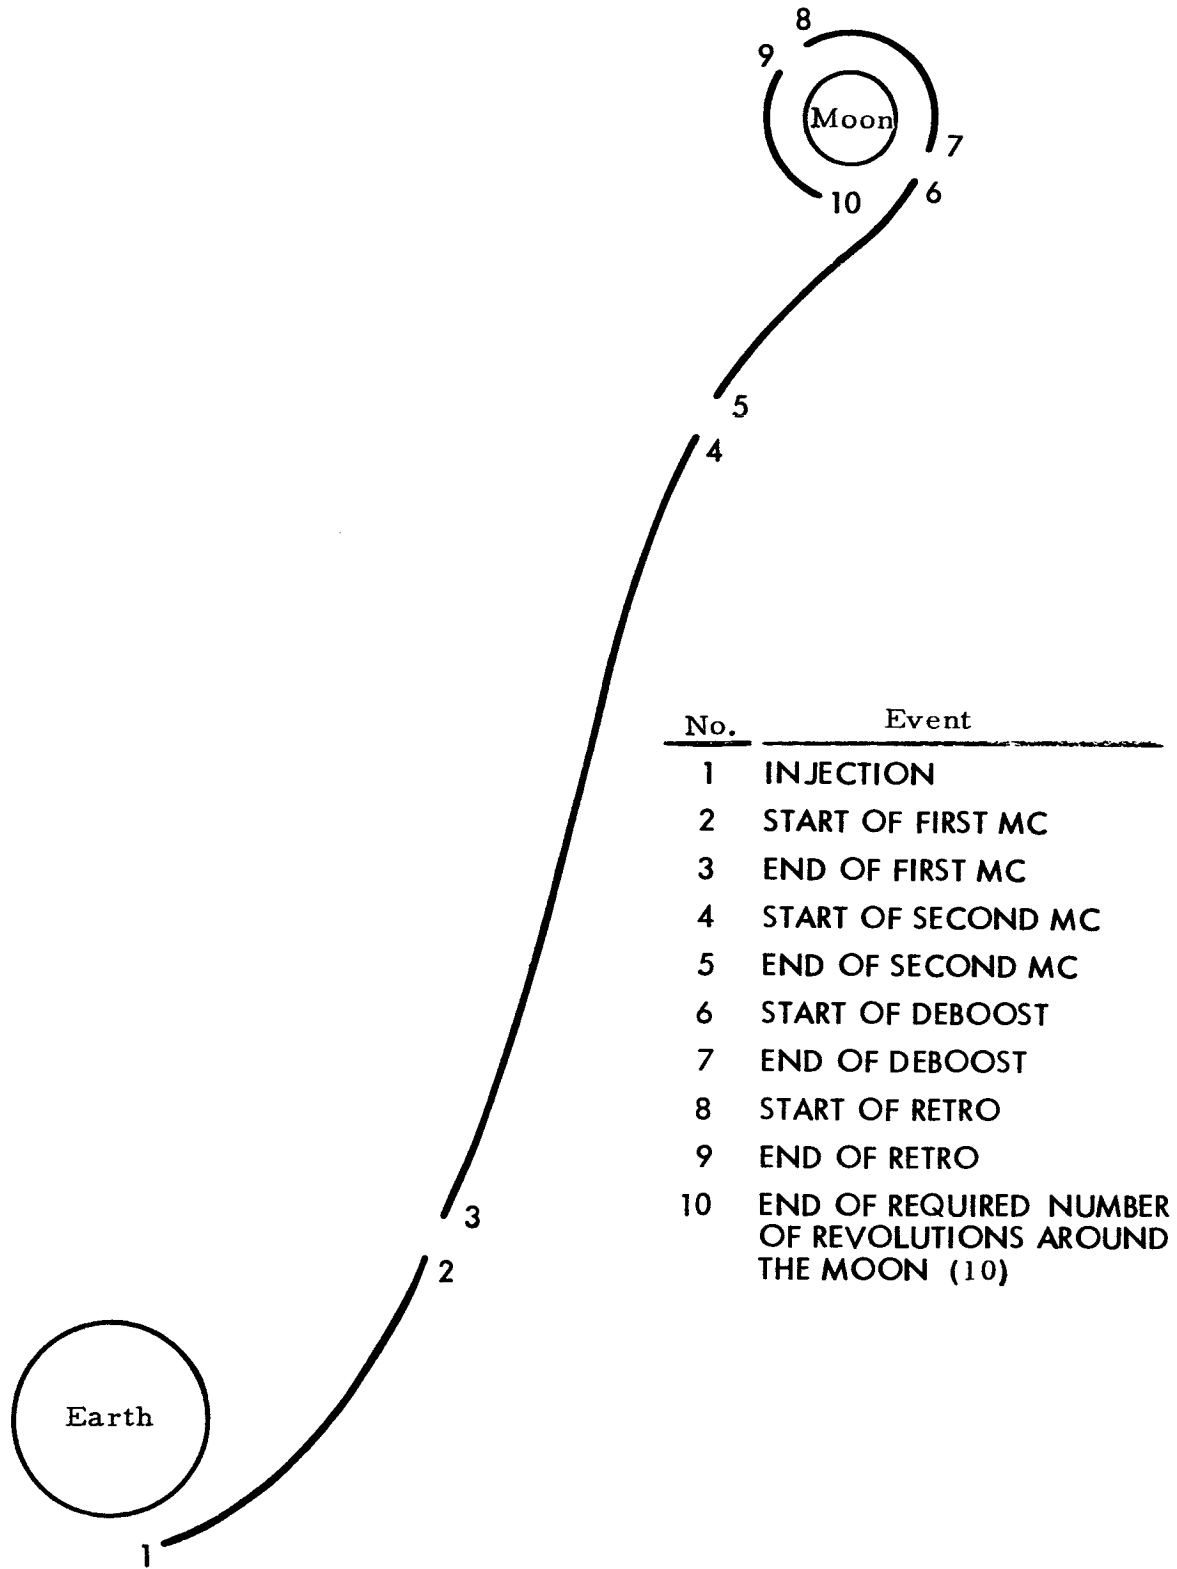 8
9
Moon
7
6
10
5
4
No. Event
1 INJECTION
2 START OF FIRST MC
3 END OF FIRST MC
4 START OF SECOND MC
5 END OF SECOND MC
6 START OF DEBOOST
7 END OF DEBOOST
8 START OF RETRO
9 END OF RETRO
10 END OF REQUIRED NUMBER
OF REVOLUTIONS AROUND
THE MOON (10)
3
2
Earth
1